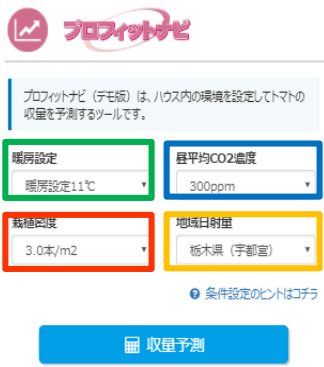 プロフィットナビ
プロフィットナビ（デモ版）は、ハウス内の環境を設定してトマトの
収量を予測するツールです。
暖房設定
昼平均CO2濃度
暖房設定11℃
300ppm
栽植密度
地域日射量
3.0本/m2
栃木県（宇都宮）
条件設定のヒントはコチラ
収量予測